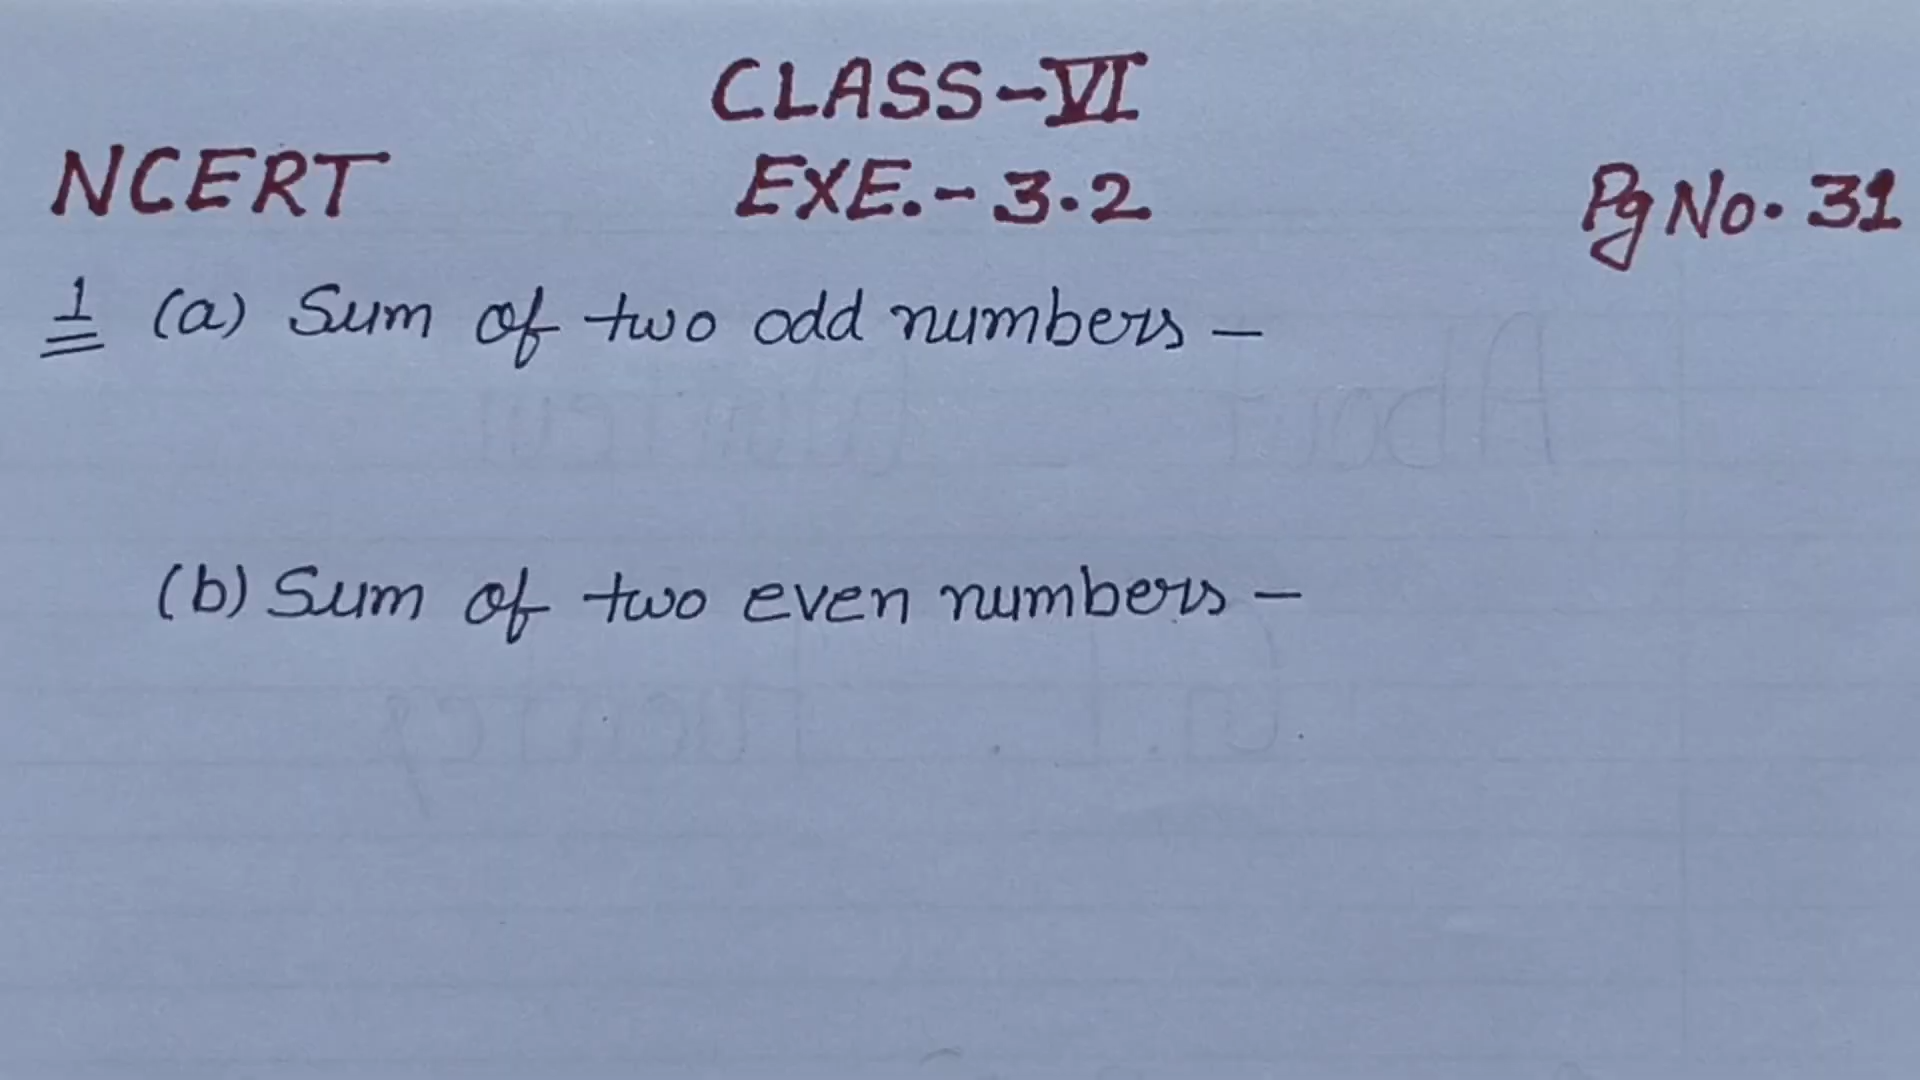 CLASS-VI
NCERT EXE.-3.2 Pg No. 31
1 (a) Sum of two odd numbers –
(b) Sum of two even numbers –